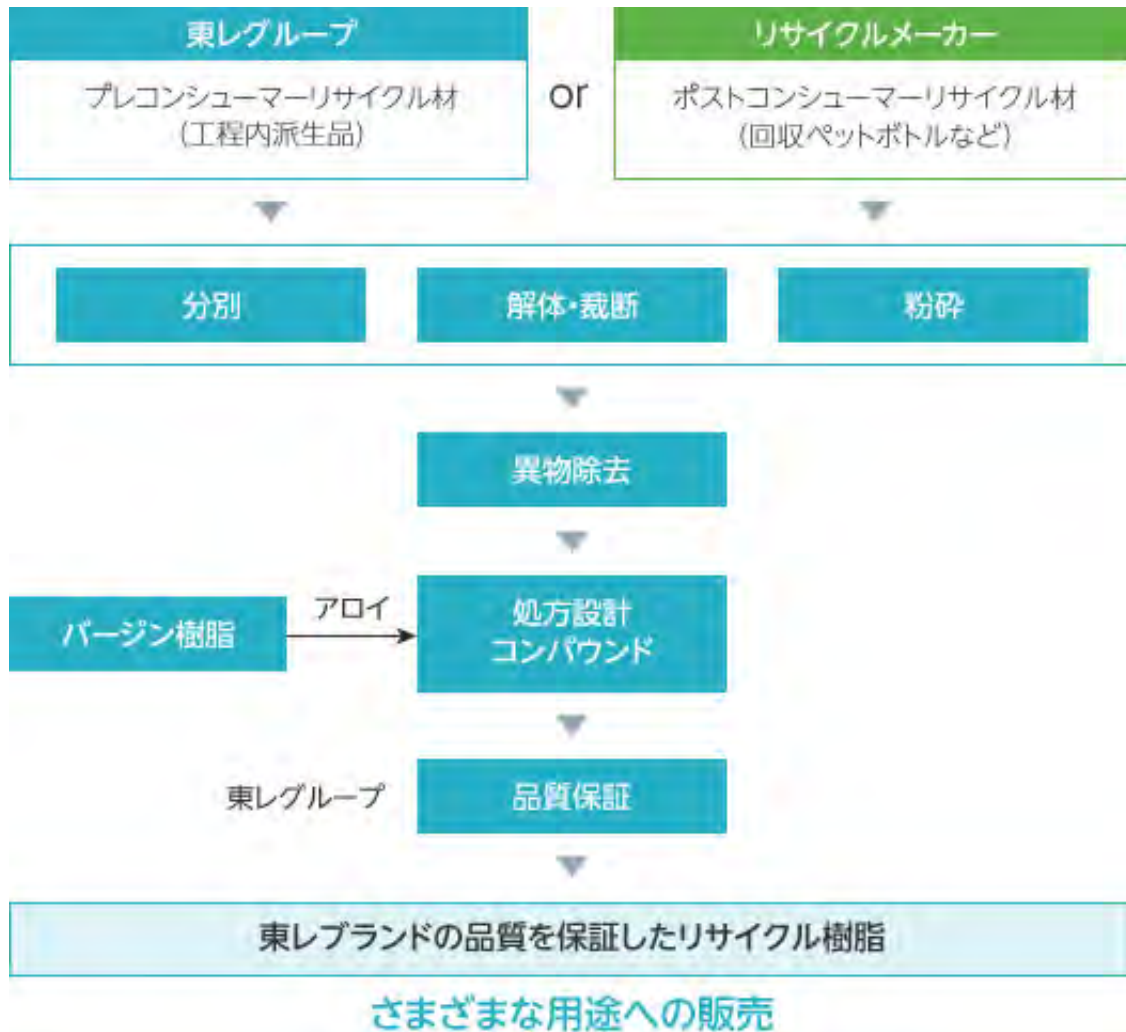 東レグループ
プレコンシューマーリサイクル材
(工程内派生品)
or
リサイクルメーカー
ポストコンシューマーリサイクル材
(回収ペットボトルなど)
分別
解体・裁断
粉砕
異物除去
バージン樹脂
アロイ
処方設計
コンパウンド
東レグループ
品質保証
東レブランドの品質を保証したリサイクル樹脂
さまざまな用途への販売